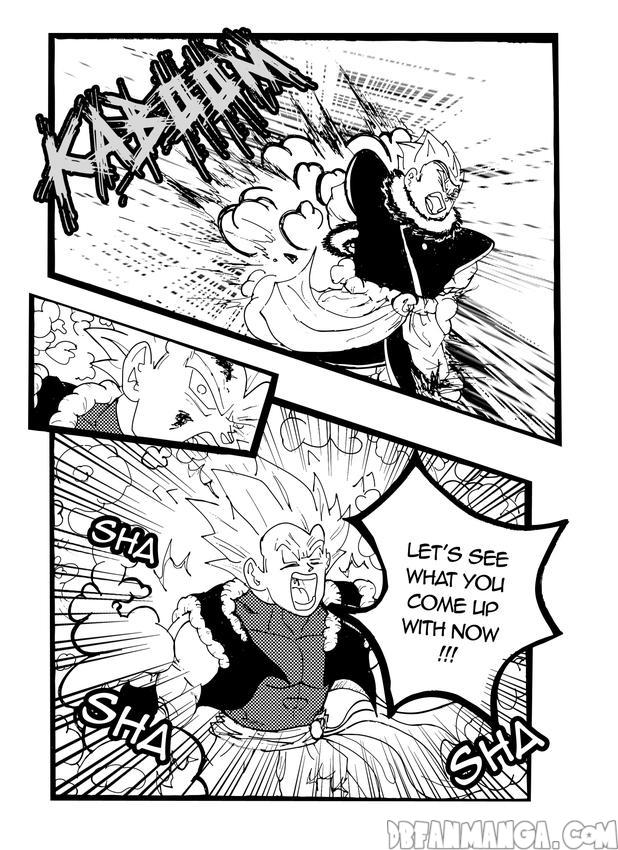 KABOOM
SHA
LET'S SEE
WHAT YOU
COME UP
WITH NOW
!!!
SHA
SHA
DBFANMANGA.COM